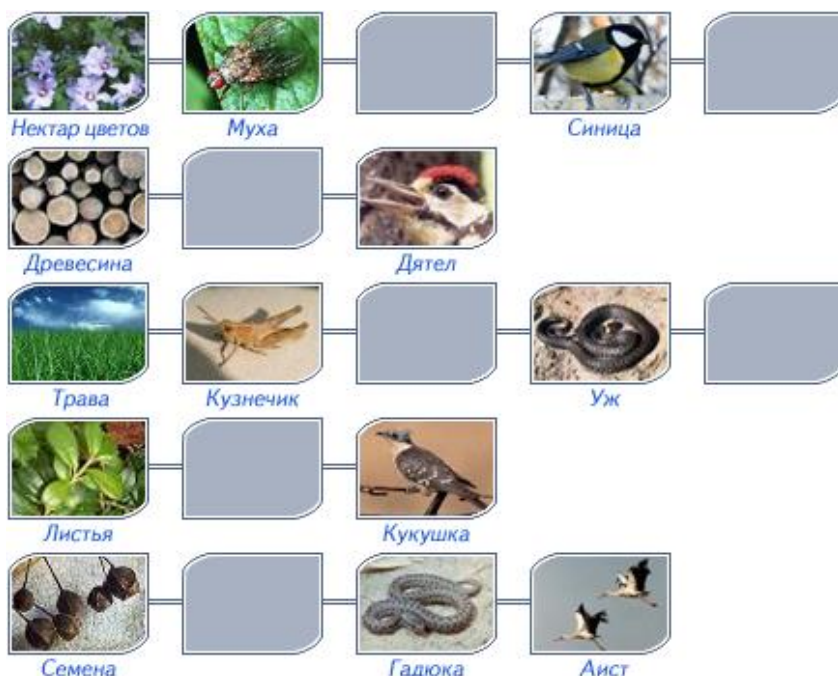 Нектар цветов Муха Синица
Древесина Дятел
Трава Кузнечик Уж
Листья Кукушка
Семена Гадюка Аист